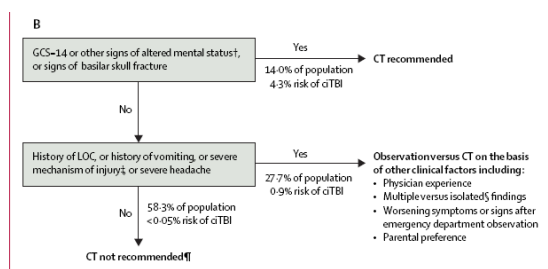 B
GCS=14 or other signs of altered mental status†,
or signs of basilar skull fracture
Yes
14·0% of population
4·3% risk of ciTBI
CT recommended
No
History of LOC, or history of vomiting, or severe
mechanism of injury‡, or severe headache
Yes
27·7% of population
0·9% risk of ciTBI
Observation versus CT on the basis
of other clinical factors including:
• Physician experience
• Multiple versus isolated§ findings
• Worsening symptoms or signs after
emergency department observation
• Parental preference
No
58·3% of population
<0·05% risk of ciTBI
CT not recommended¶